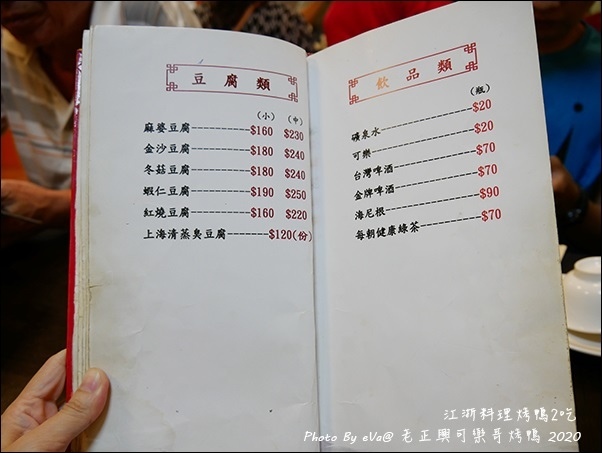 豆腐類
(小) (中)
麻婆豆腐----------$160 $230
金沙豆腐----------$180 $240
冬菇豆腐----------$180 $240
蝦仁豆腐----------$190 $250
紅燒豆腐----------$160 $220
上海清蒸臭豆腐-------$120(份)
飲品類
(瓶)
礦泉水---------------$20
可樂-----------------$20
台灣啤酒-------------$70
金牌啤酒-------------$70
海尼根---------------$90
每朝健康綠茶----------$70
江浙料理烤鴨2吃
Photo By eVa@ 老正興可樂哥烤鴨 2020